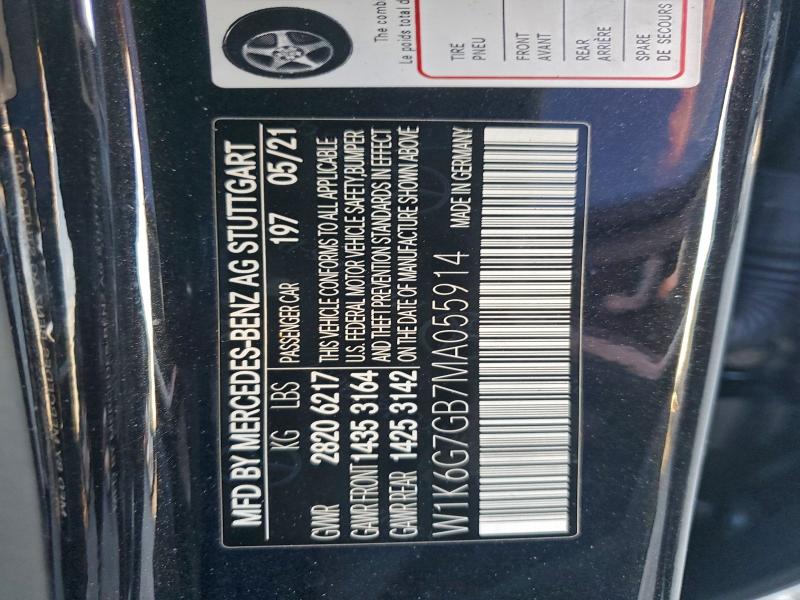 The comb
Le poids total d
TIRE
PNEU
FRONT
AVANT
REAR
ARRIÈRE
SPARE
DE SECOURS
MFD BY MERCEDES-BENZ AG STUTTGART
KG LBS PASSENGER CAR 197 05/21
GVWR 2820 6217
GAWR FRONT 1435 3164
GAWR REAR 1425 3142
THIS VEHICLE CONFORMS TO ALL APPLICABLE
U.S. FEDERAL MOTOR VEHICLE SAFETY,BUMPER
AND THEFT PREVENTION STANDARDS IN EFFECT
ON THE DATE OF MANUFACTURE SHOWN ABOVE
W1K6G7GB7MA055914 MADE IN GERMANY